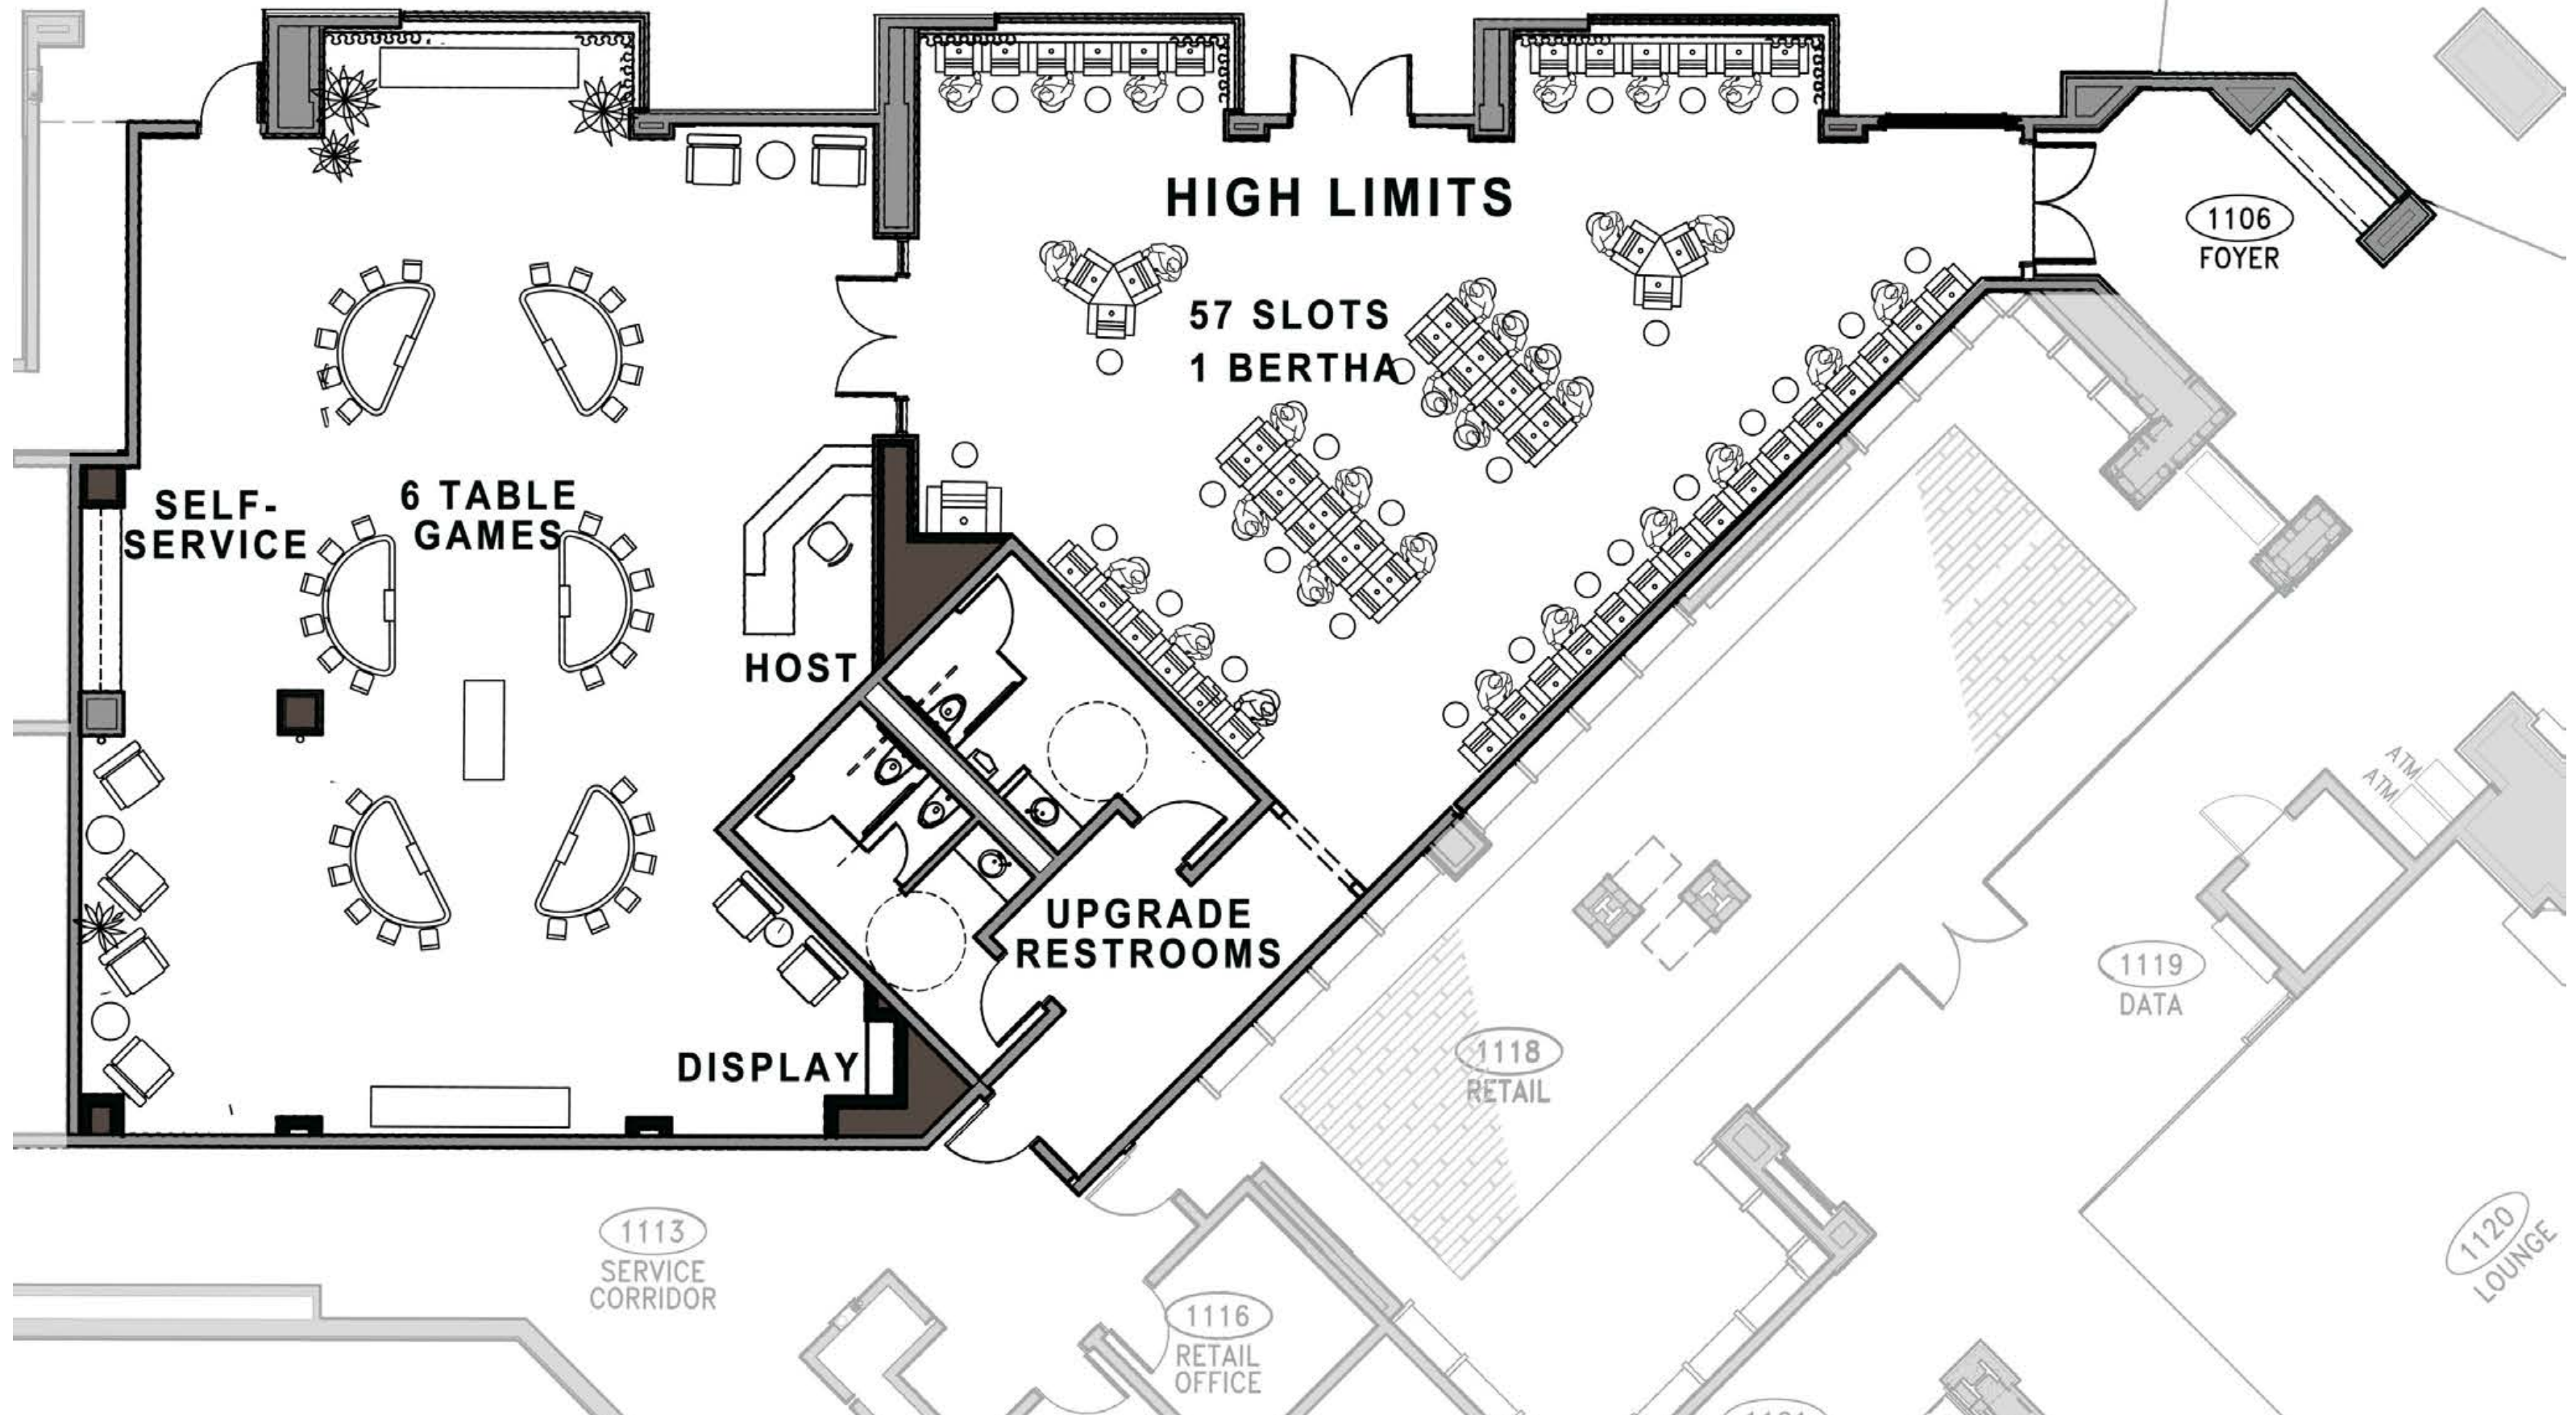 HIGH LIMITS
1106
FOYER
57 SLOTS
1 BERTHA
SELF-
SERVICE
6 TABLE
GAMES
HOST
UPGRADE
RESTROOMS
DISPLAY
ATM
ATM
1119
DATA
1118
RETAIL
1113
SERVICE
CORRIDOR
1120
LOUNGE
1116
RETAIL
OFFICE